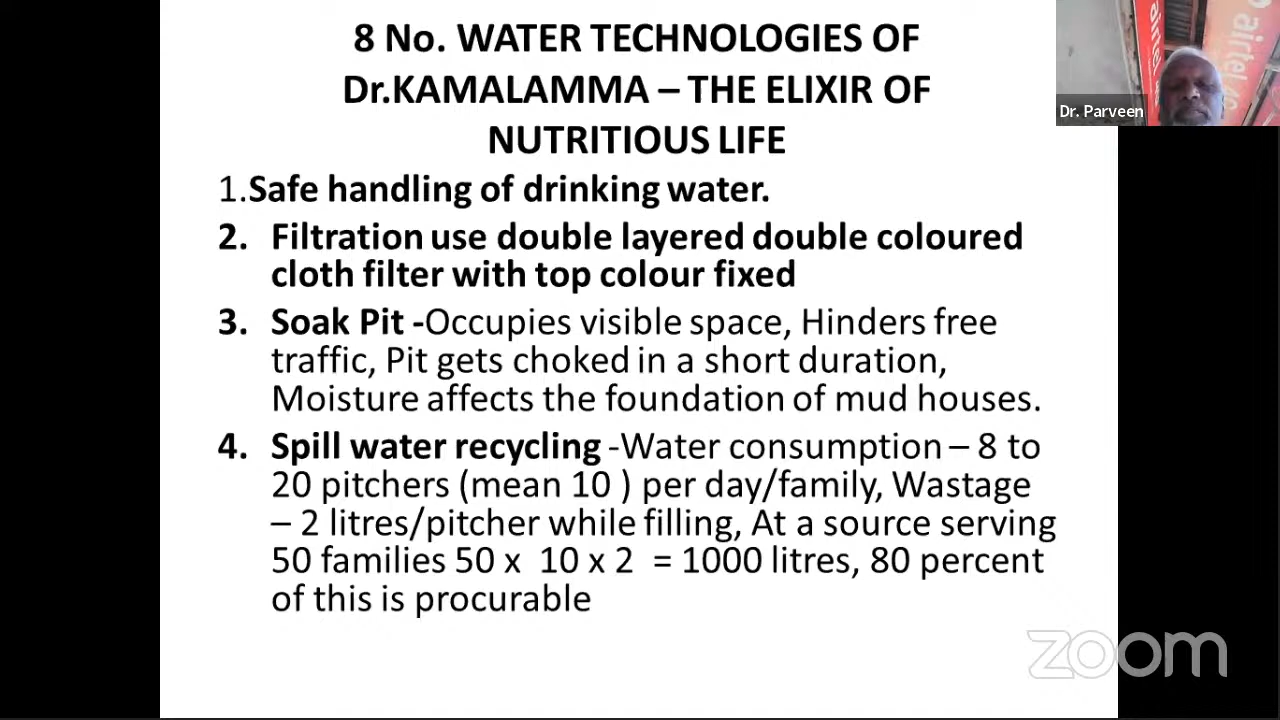 8 No. WATER TECHNOLOGIES OF
Dr.KAMALAMMA – THE ELIXIR OF
NUTRITIOUS LIFE
1.Safe handling of drinking water.
2. Filtration use double layered double coloured
cloth filter with top colour fixed
3. Soak Pit -Occupies visible space, Hinders free
traffic, Pit gets choked in a short duration,
Moisture affects the foundation of mud houses.
4. Spill water recycling -Water consumption – 8 to
20 pitchers (mean 10 ) per day/family, Wastage
– 2 litres/pitcher while filling, At a source serving
50 families 50 x 10 x 2 = 1000 litres, 80 percent
of this is procurable
airtel
airtel
Dr. Parveen
zoom